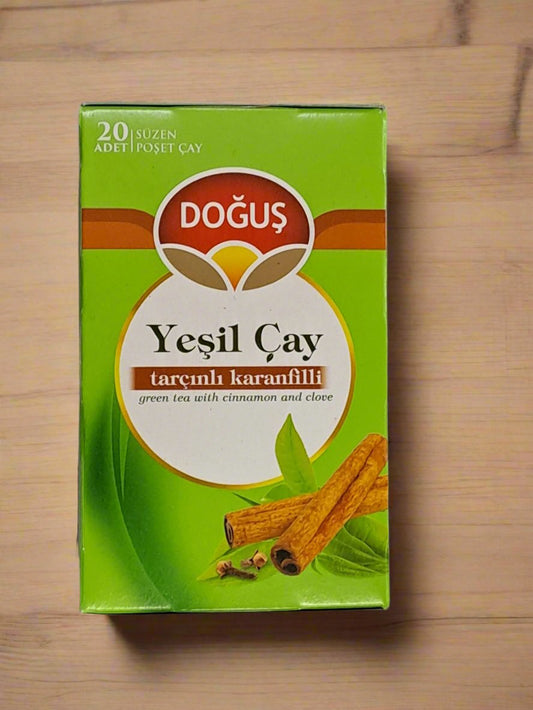 20 SÜZEN
ADET POŞET ÇAY
DOĞUŞ
Yeşil Çay
tarçınlı karanfilli
green tea with cinnamon and clove